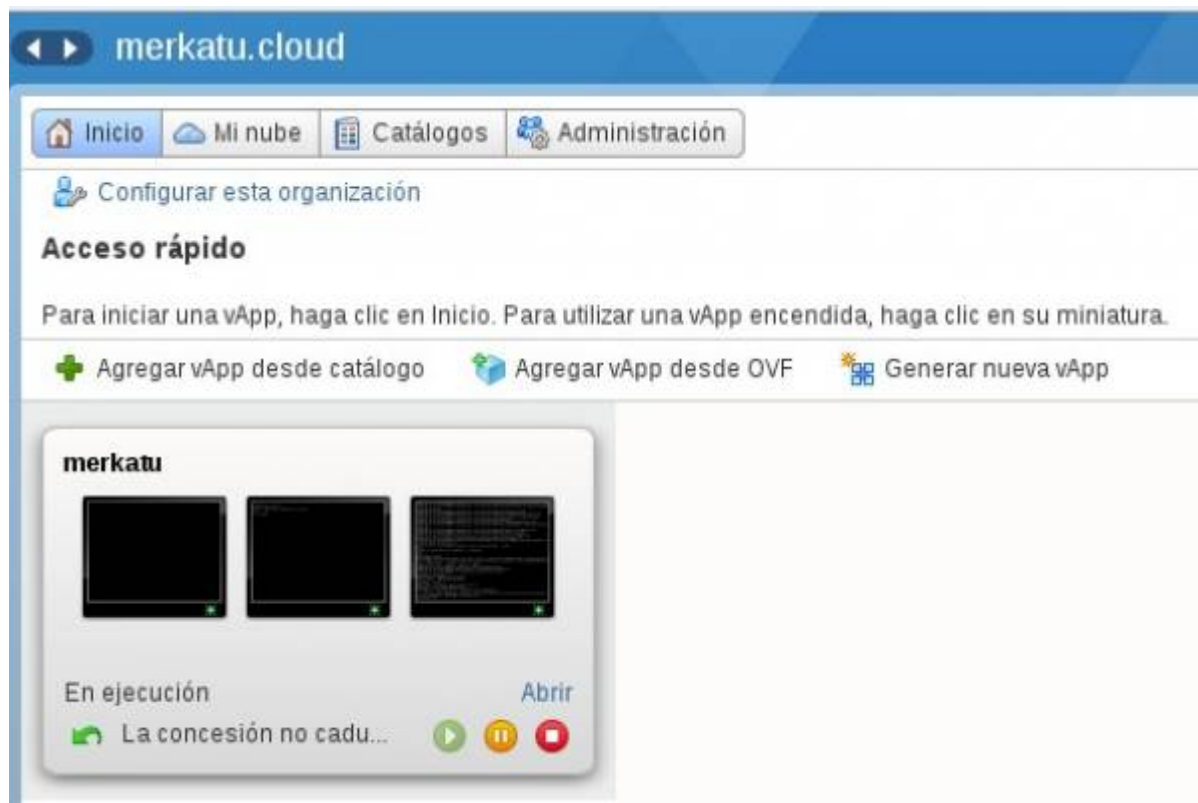 merkatu.cloud
Inicio Mi nube Catálogos Administración
Configurar esta organización
Acceso rápido
Para iniciar una vApp, haga clic en Inicio. Para utilizar una vApp encendida, haga clic en su miniatura.
Agregar vApp desde catálogo Agregar vApp desde OVF Generar nueva vApp
merkatu
En ejecución Abrir
La concesión no cadu...